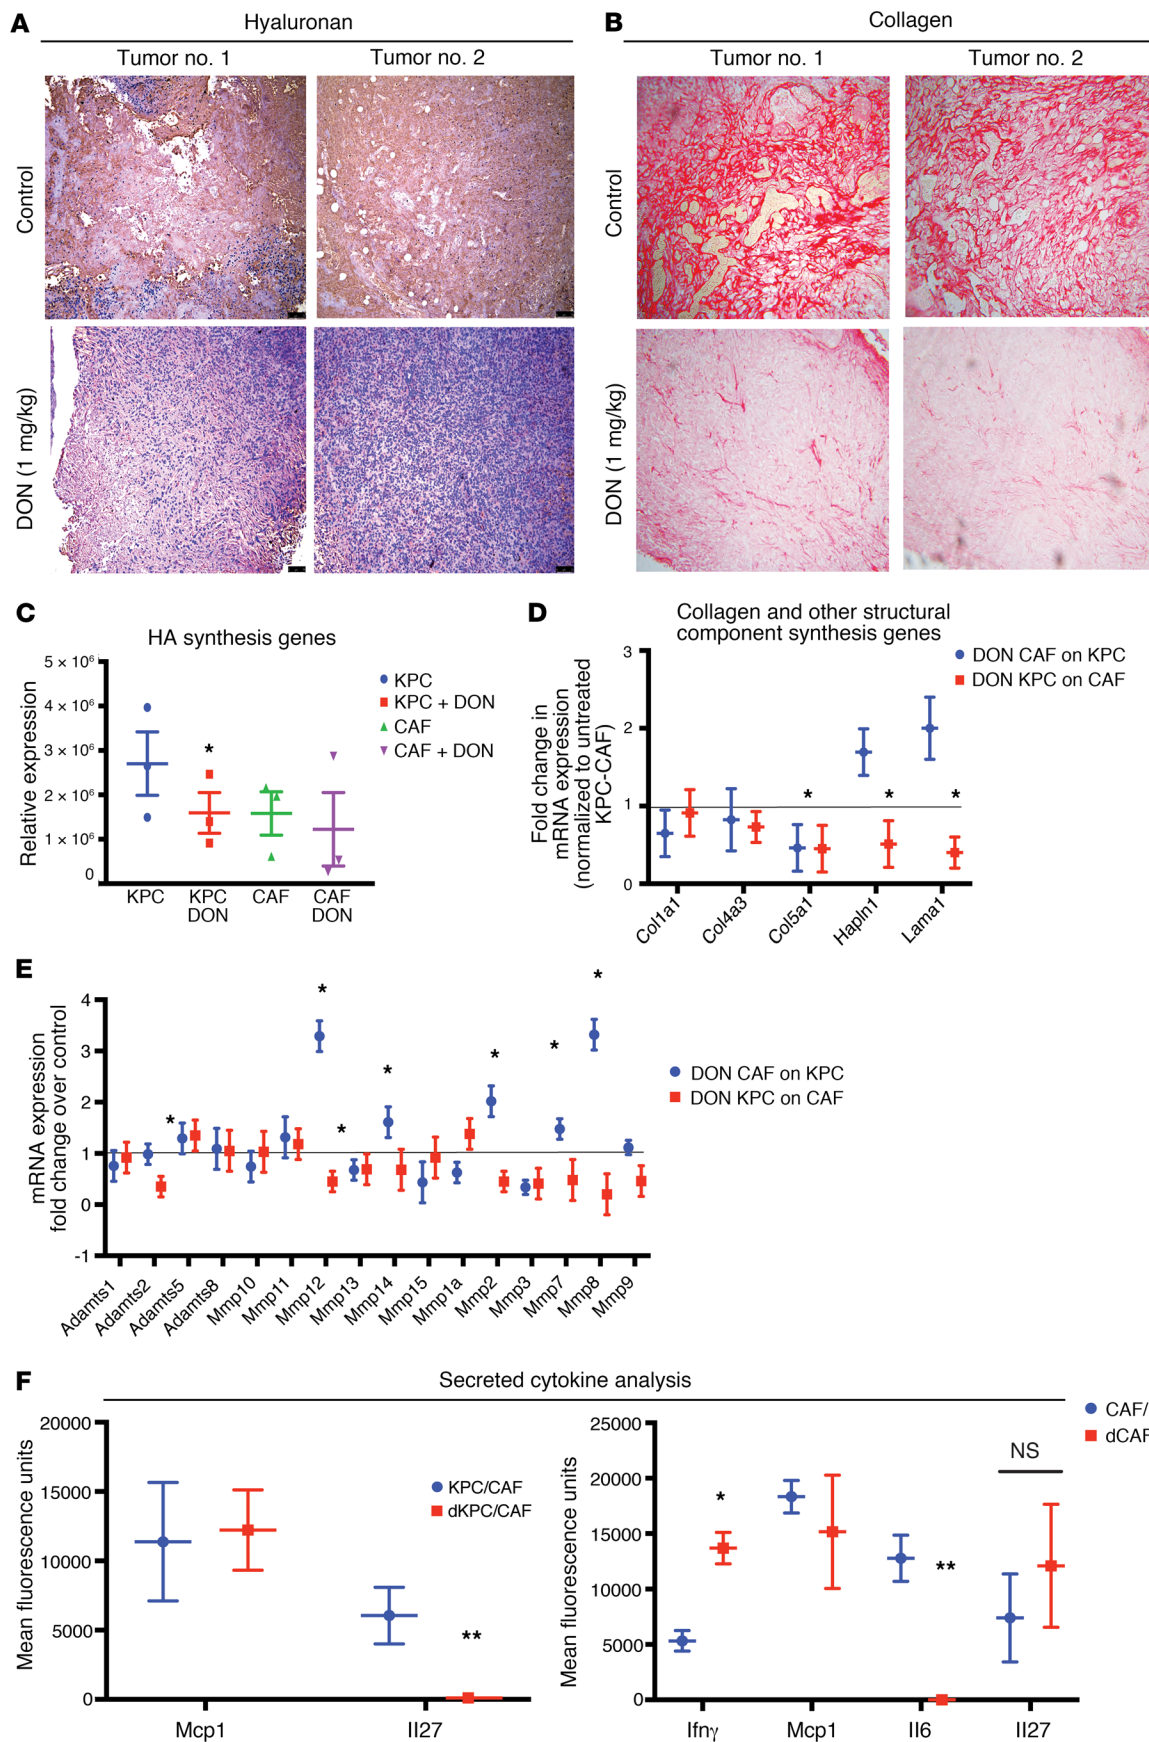 A
Hyaluronan
Tumor no. 1
Tumor no. 2
Control
DON (1 mg/kg)
B
Collagen
Tumor no. 1
Tumor no. 2
Control
DON (1 mg/kg)
C
HA synthesis genes
Relative expression
5 × 10⁶
4 × 10⁶
3 × 10⁶
2 × 10⁶
1 × 10⁶
0
*
KPC
KPC + DON
CAF
CAF + DON
KPC
KPC
DON
CAF
CAF
DON
D
Collagen and other structural
component synthesis genes
Fold change in
mRNA expression
(normalized to untreated
KPC-CAF)
3
2
1
0
* * *
DON CAF on KPC
DON KPC on CAF
Col1a1
Col4a3
Col5a1
Hapln1
Lama1
E
mRNA expression
fold change over control
4
3
2
1
0
-1
* * * * * * *
DON CAF on KPC
DON KPC on CAF
Adamts1
Adamts2
Adamts5
Adamts8
Mmp10
Mmp11
Mmp12
Mmp13
Mmp14
Mmp15
Mmp1a
Mmp2
Mmp3
Mmp7
Mmp8
Mmp9
F
Secreted cytokine analysis
Mean fluorescence units
20000
15000
10000
5000
0
KPC/CAF
dKPC/CAF
**
Mcp1
Il27
Mean fluorescence units
25000
20000
15000
10000
5000
0
CAF/
dCAF
NS
*
**
Ifnγ
Mcp1
Il6
Il27